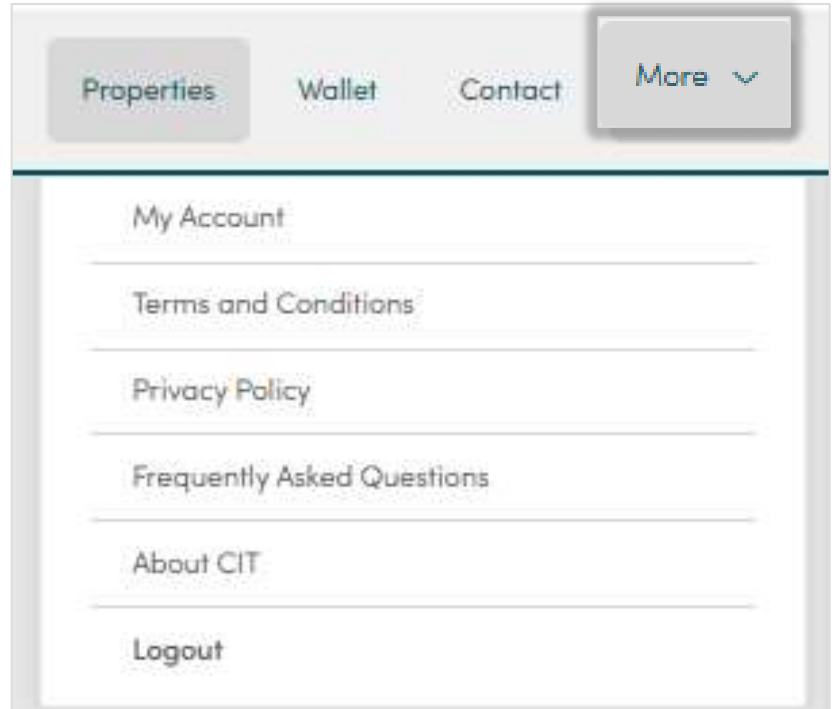 Properties Wallet Contact More
My Account
Terms and Conditions
Privacy Policy
Frequently Asked Questions
About CIT
Logout